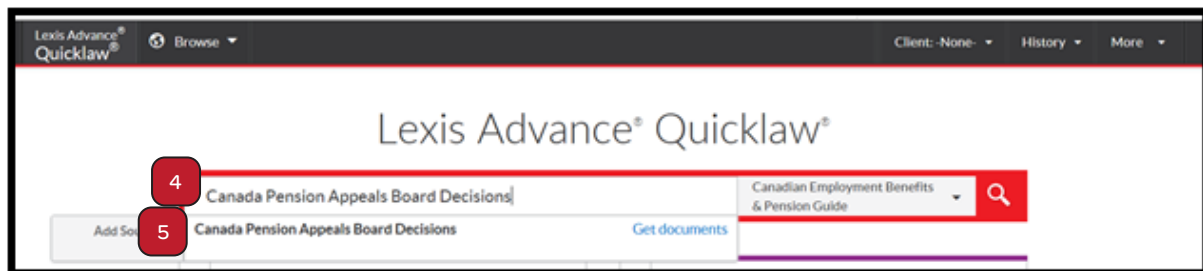 Lexis Advance®
Quicklaw®
Browse
Client: -None-
History
More
Lexis Advance® Quicklaw®
4
Canada Pension Appeals Board Decisions
Canadian Employment Benefits
& Pension Guide
Add Sou
5
Canada Pension Appeals Board Decisions
Get documents